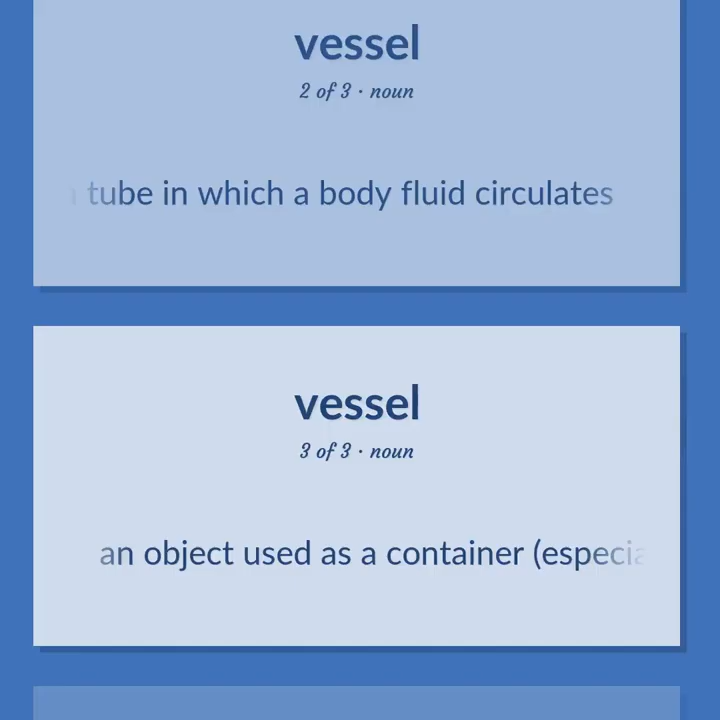 vessel
2 of 3 · noun
tube in which a body fluid circulates
vessel
3 of 3 · noun
an object used as a container